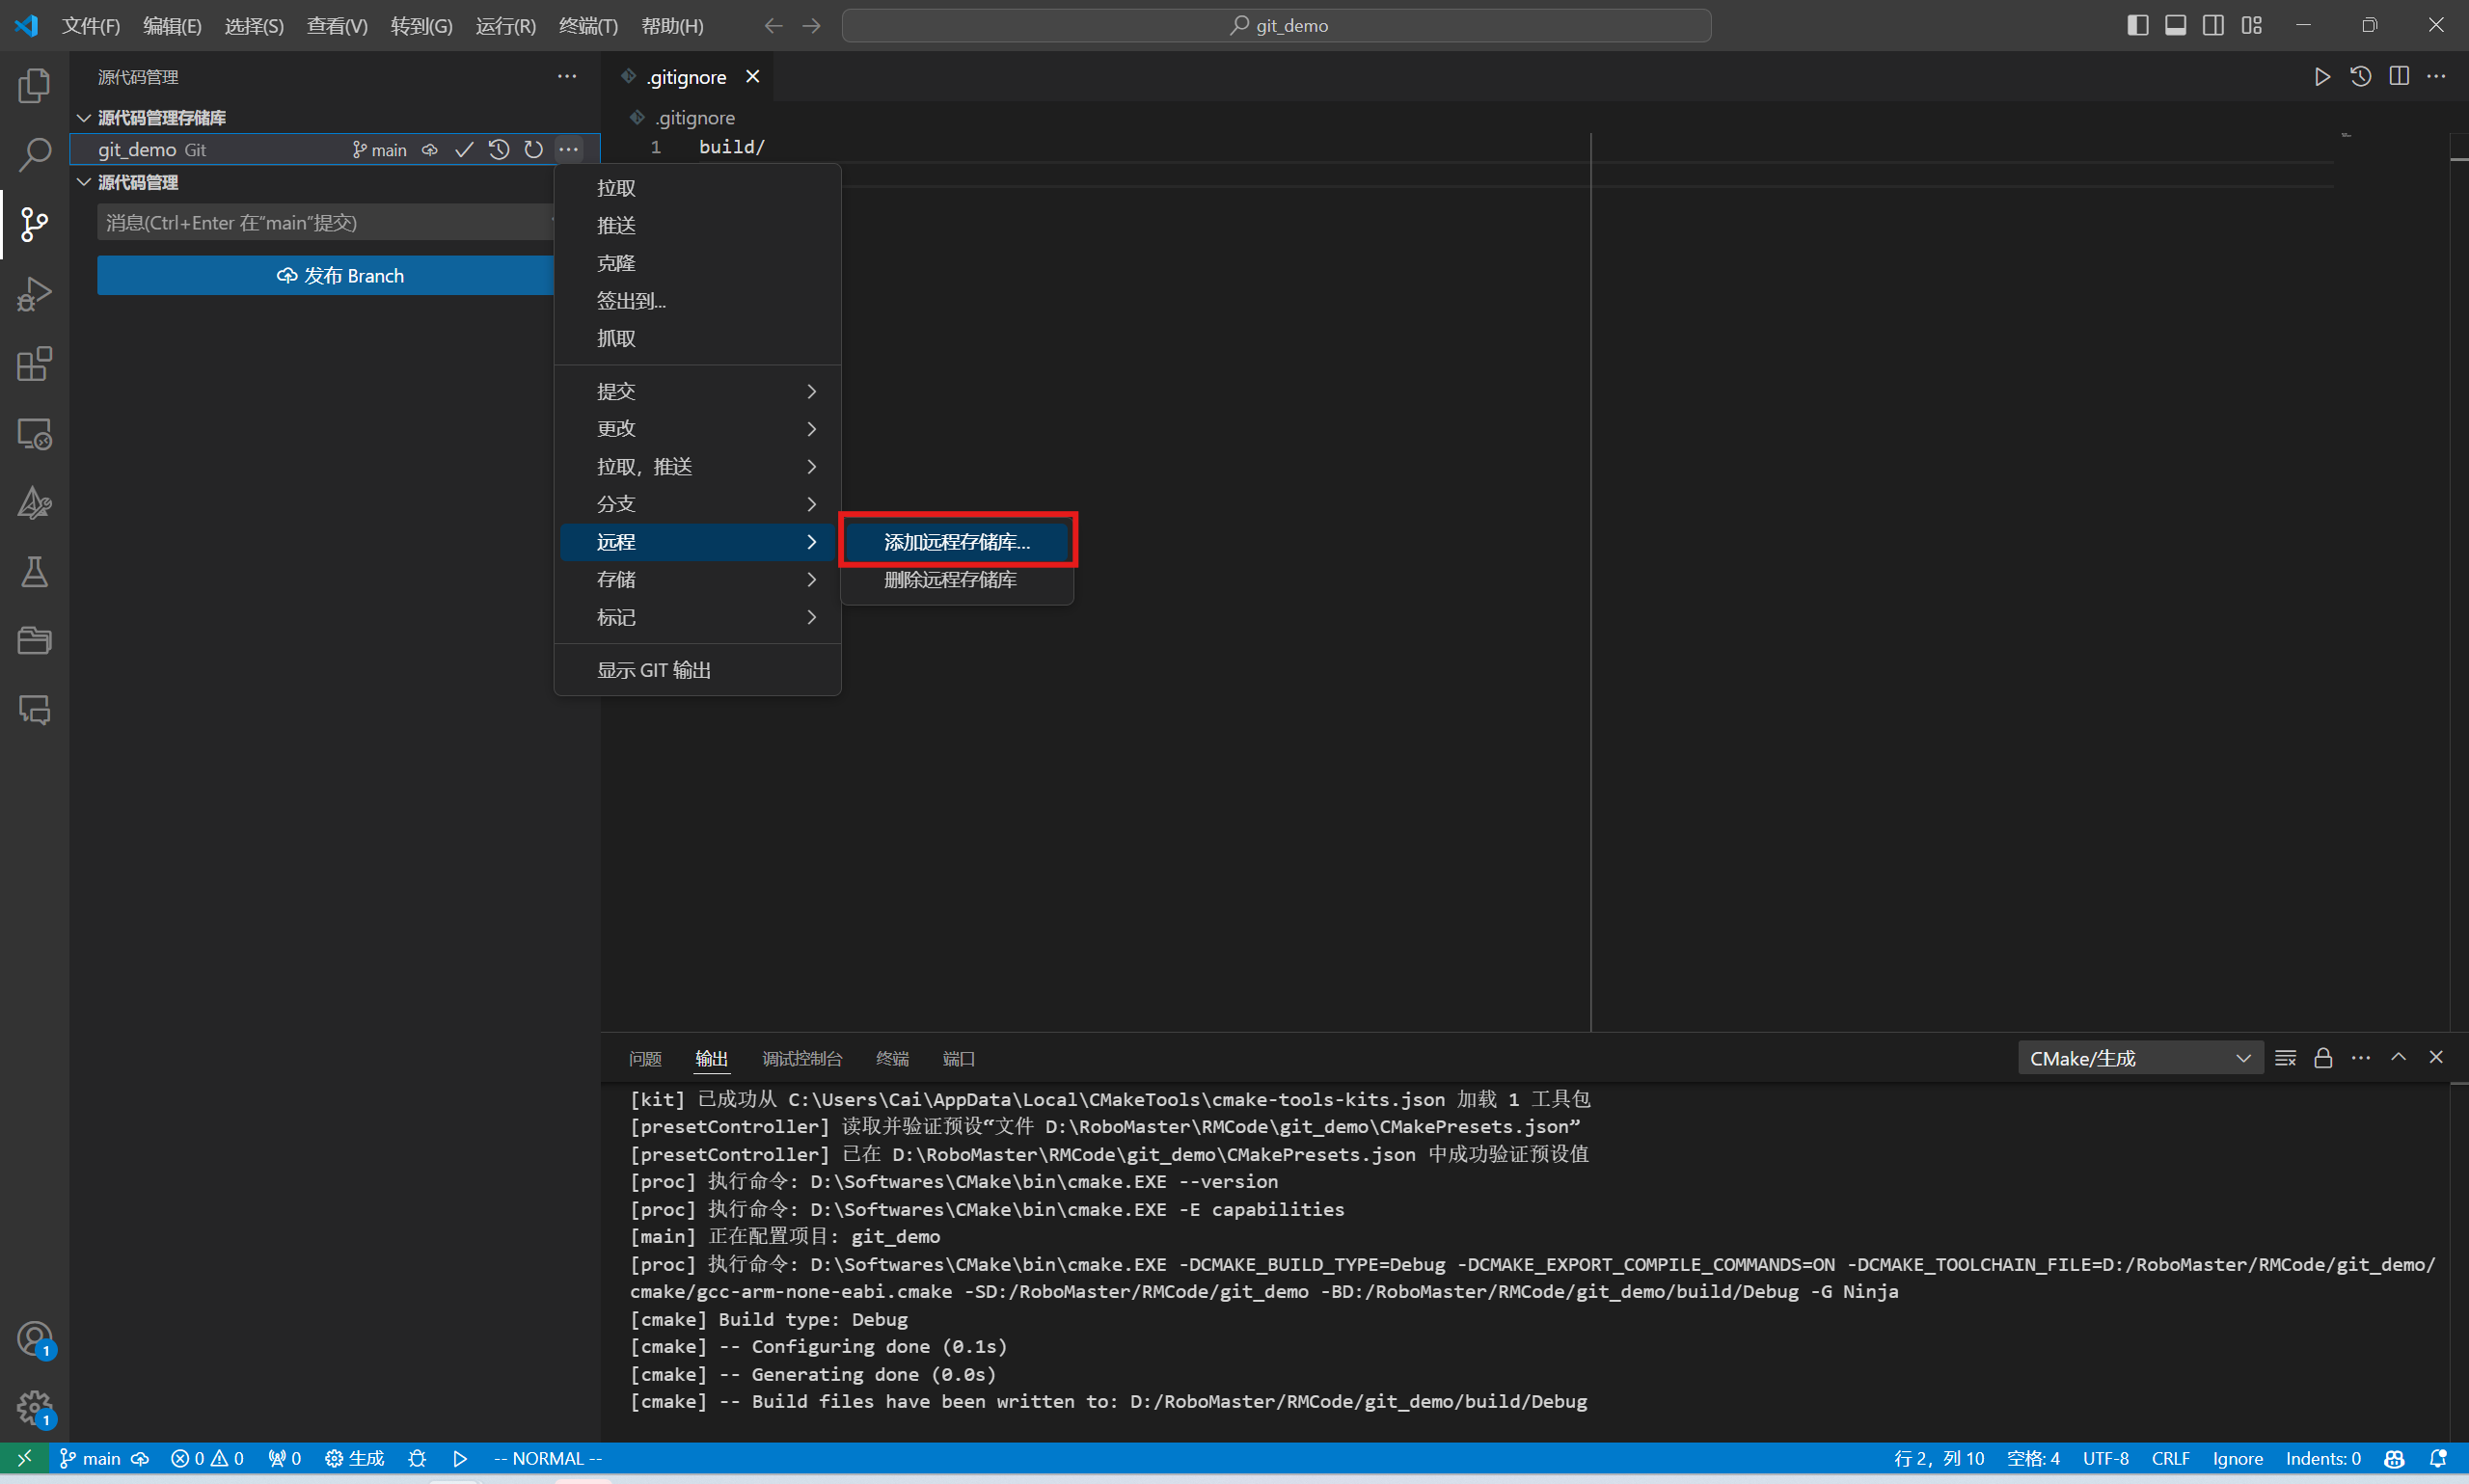 文件(F) 编辑(E) 选择(S) 查看(V) 转到(G) 运行(R) 终端(T) 帮助(H) git_demo
源代码管理
.gitignore
源代码管理存储库
.gitignore
git_demo Git main
1 build/
源代码管理
消息(Ctrl+Enter 在“main”提交)
发布 Branch
拉取
推送
克隆
签出到...
抓取
提交
更改
拉取，推送
分支
远程
存储
标记
显示 GIT 输出
添加远程存储库...
删除远程存储库
问题 输出 调试控制台 终端 端口 CMake/生成
[kit] 已成功从 C:\Users\Cai\AppData\Local\CMakeTools\cmake-tools-kits.json 加载 1 工具包
[presetController] 读取并验证预设“文件 D:\RoboMaster\RMCode\git_demo\CMakePresets.json”
[presetController] 已在 D:\RoboMaster\RMCode\git_demo\CMakePresets.json 中成功验证预设值
[proc] 执行命令: D:\Softwares\CMake\bin\cmake.EXE --version
[proc] 执行命令: D:\Softwares\CMake\bin\cmake.EXE -E capabilities
[main] 正在配置项目: git_demo
[proc] 执行命令: D:\Softwares\CMake\bin\cmake.EXE -DCMAKE_BUILD_TYPE=Debug -DCMAKE_EXPORT_COMPILE_COMMANDS=ON -DCMAKE_TOOLCHAIN_FILE=D:/RoboMaster/RMCode/git_demo/
cmake/gcc-arm-none-eabi.cmake -SD:/RoboMaster/RMCode/git_demo -BD:/RoboMaster/RMCode/git_demo/build/Debug -G Ninja
[cmake] Build type: Debug
[cmake] -- Configuring done (0.1s)
[cmake] -- Generating done (0.0s)
[cmake] -- Build files have been written to: D:/RoboMaster/RMCode/git_demo/build/Debug
1
1
main 0 0 0 生成 -- NORMAL -- 行 2，列 10 空格: 4 UTF-8 CRLF Ignore Indents: 0